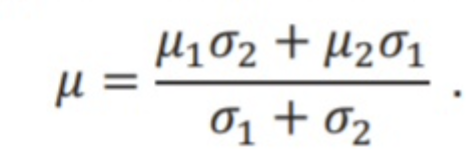 μ = (μ₁σ₂ + μ₂σ₁) / (σ₁ + σ₂) .